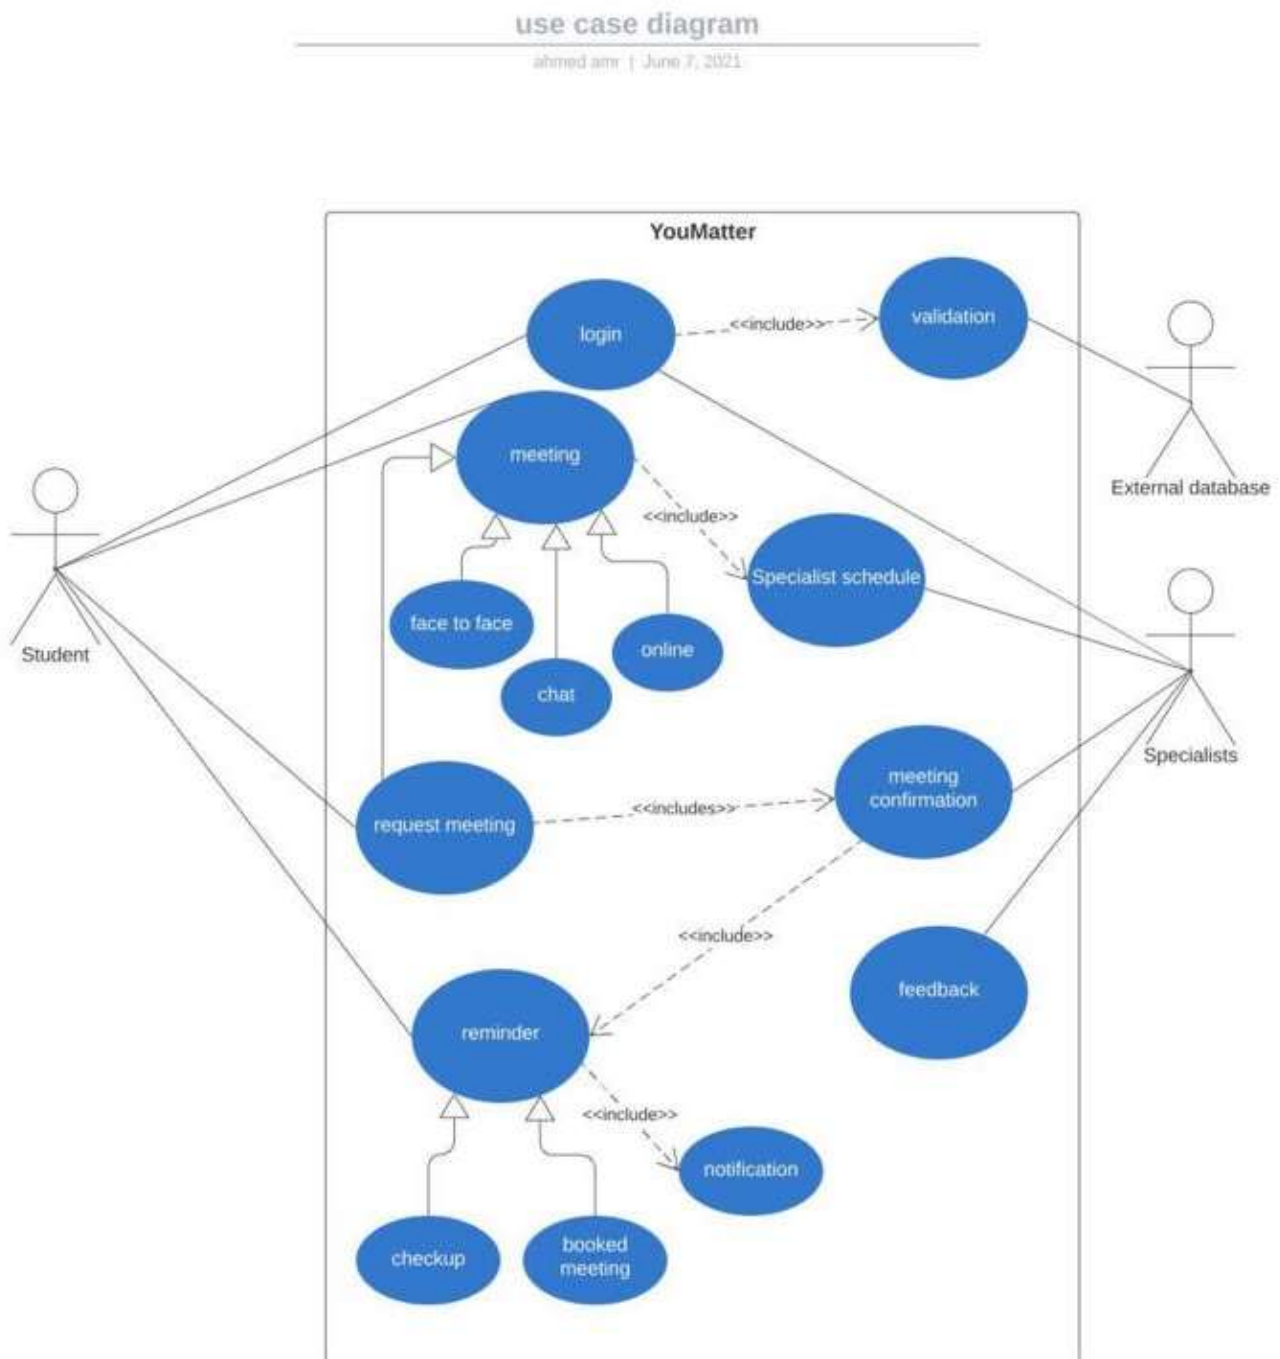 use case diagram
ahmed amr | June 7, 2021
YouMatter
login
<<include>>
validation
meeting
<<include>>
External database
Specialist schedule
face to face
online
chat
Student
Specialists
meeting
confirmation
request meeting
<<includes>>
<<include>>
feedback
reminder
<<include>>
notification
checkup
booked
meeting